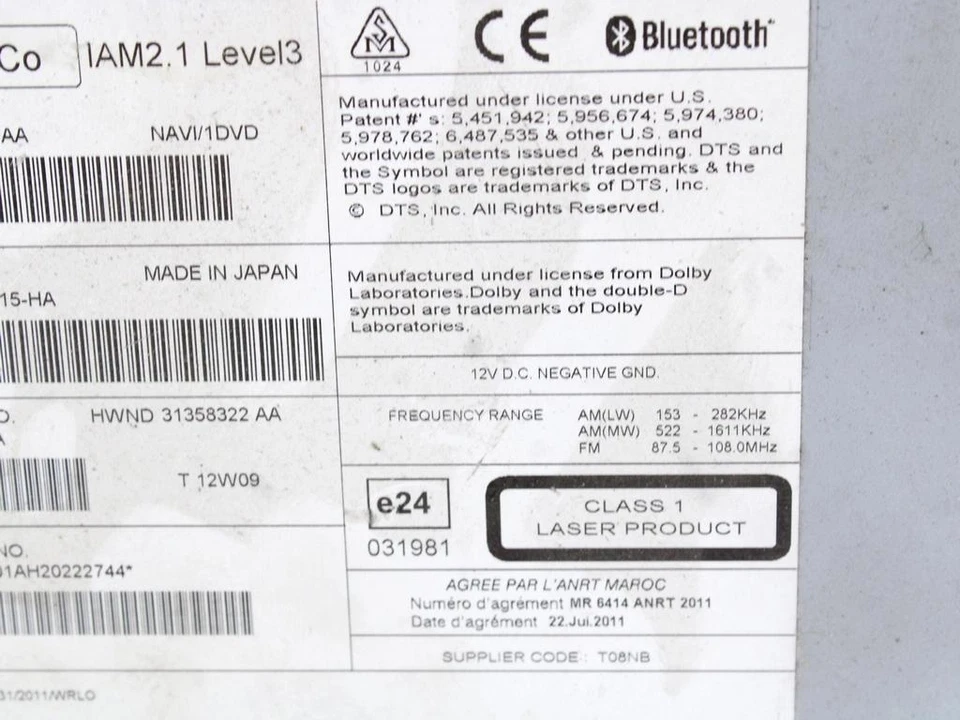 Co IAM2.1 Level3
AA NAVI/1DVD
MADE IN JAPAN
15-HA
O. HWND 31358322 AA
A
T 12W09
NO.
01AH20222744*
31/2011/WRLO
1024
CE
Bluetooth
Manufactured under license under U.S.
Patent #' s: 5,451,942; 5,956,674; 5,974,380;
5,978,762; 6,487,535 & other U.S. and
worldwide patents issued & pending. DTS and
the Symbol are registered trademarks & the
DTS logos are trademarks of DTS, Inc.
© DTS, Inc. All Rights Reserved.
Manufactured under license from Dolby
Laboratories.Dolby and the double-D
symbol are trademarks of Dolby
Laboratories.
12V D.C. NEGATIVE GND.
FREQUENCY RANGE AM(LW) 153 - 282KHz
AM(MW) 522 - 1611KHz
FM 87.5 - 108.0MHz
e24
031981
CLASS 1
LASER PRODUCT
AGREE PAR L'ANRT MAROC
Numéro d'agrément MR 6414 ANRT 2011
Date d'agrément 22.Jui.2011
SUPPLIER CODE : T08NB